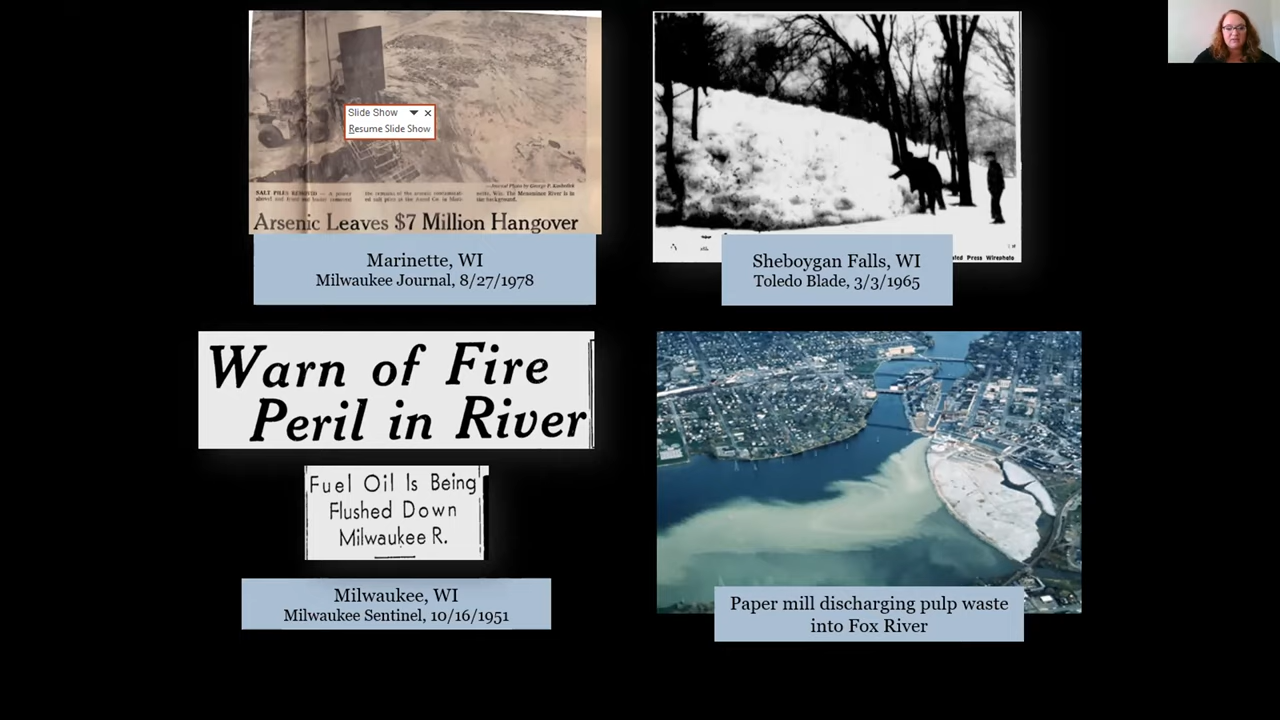 Slide Show
Resume Slide Show
Arsenic Leaves $7 Million Hangover
Marinette, WI
Milwaukee Journal, 8/27/1978
Sheboygan Falls, WI
Toledo Blade, 3/3/1965
Warn of Fire
Peril in River
Fuel Oil Is Being
Flushed Down
Milwaukee R.
Milwaukee, WI
Milwaukee Sentinel, 10/16/1951
Paper mill discharging pulp waste
into Fox River